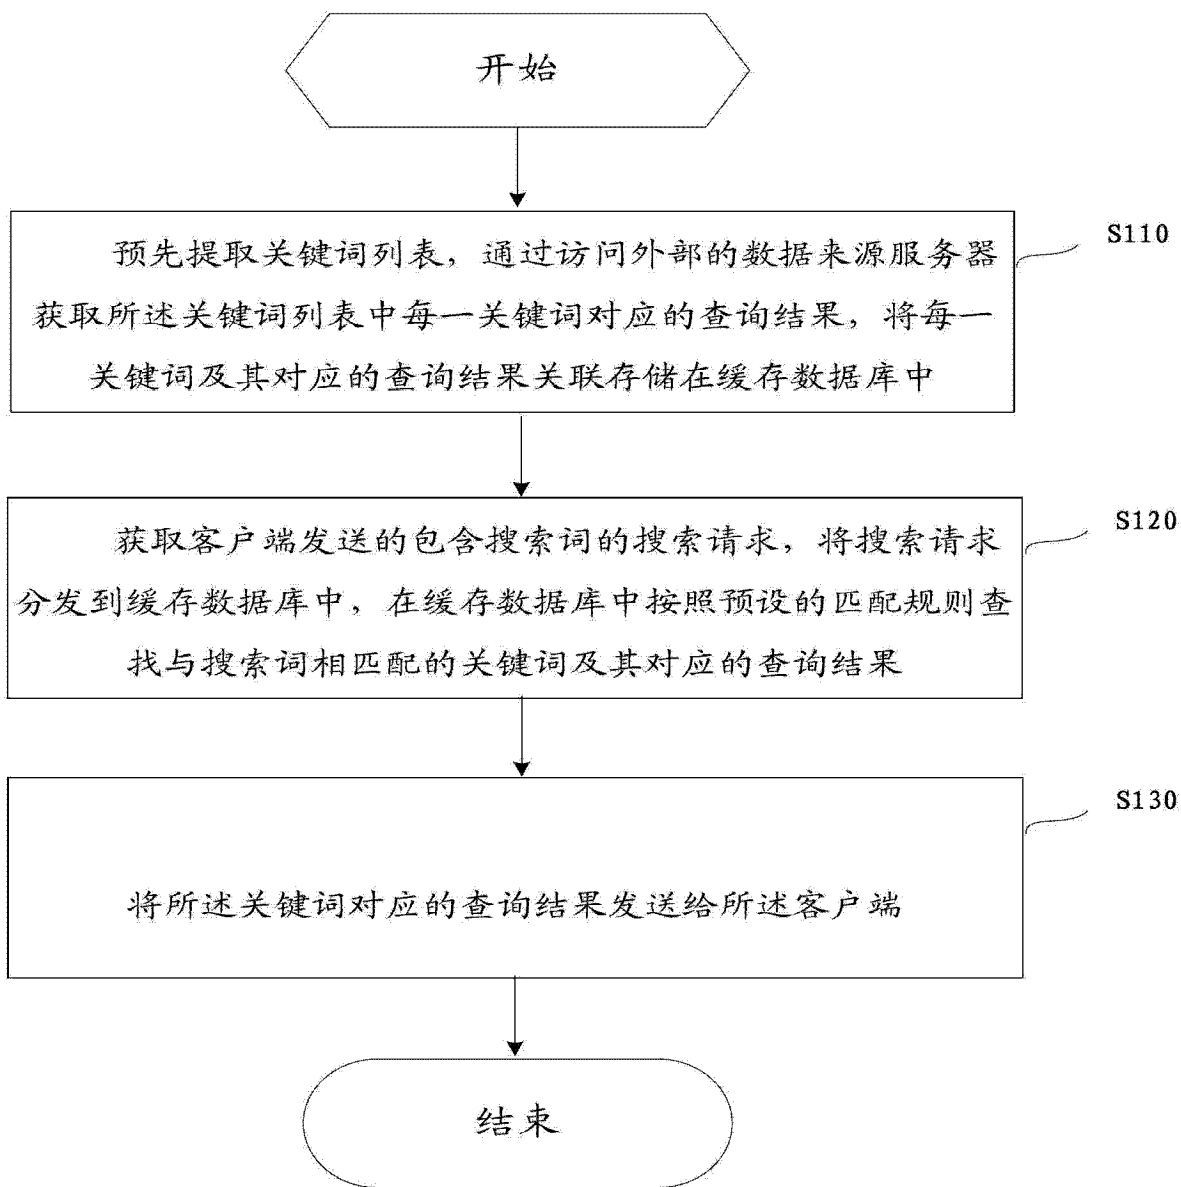 开始
S110
预先提取关键词列表，通过访问外部的数据来源服务器
获取所述关键词列表中每一关键词对应的查询结果，将每一
关键词及其对应的查询结果关联存储在缓存数据库中
S120
获取客户端发送的包含搜索词的搜索请求，将搜索请求
分发到缓存数据库中，在缓存数据库中按照预设的匹配规则查
找与搜索词相匹配的关键词及其对应的查询结果
S130
将所述关键词对应的查询结果发送给所述客户端
结束